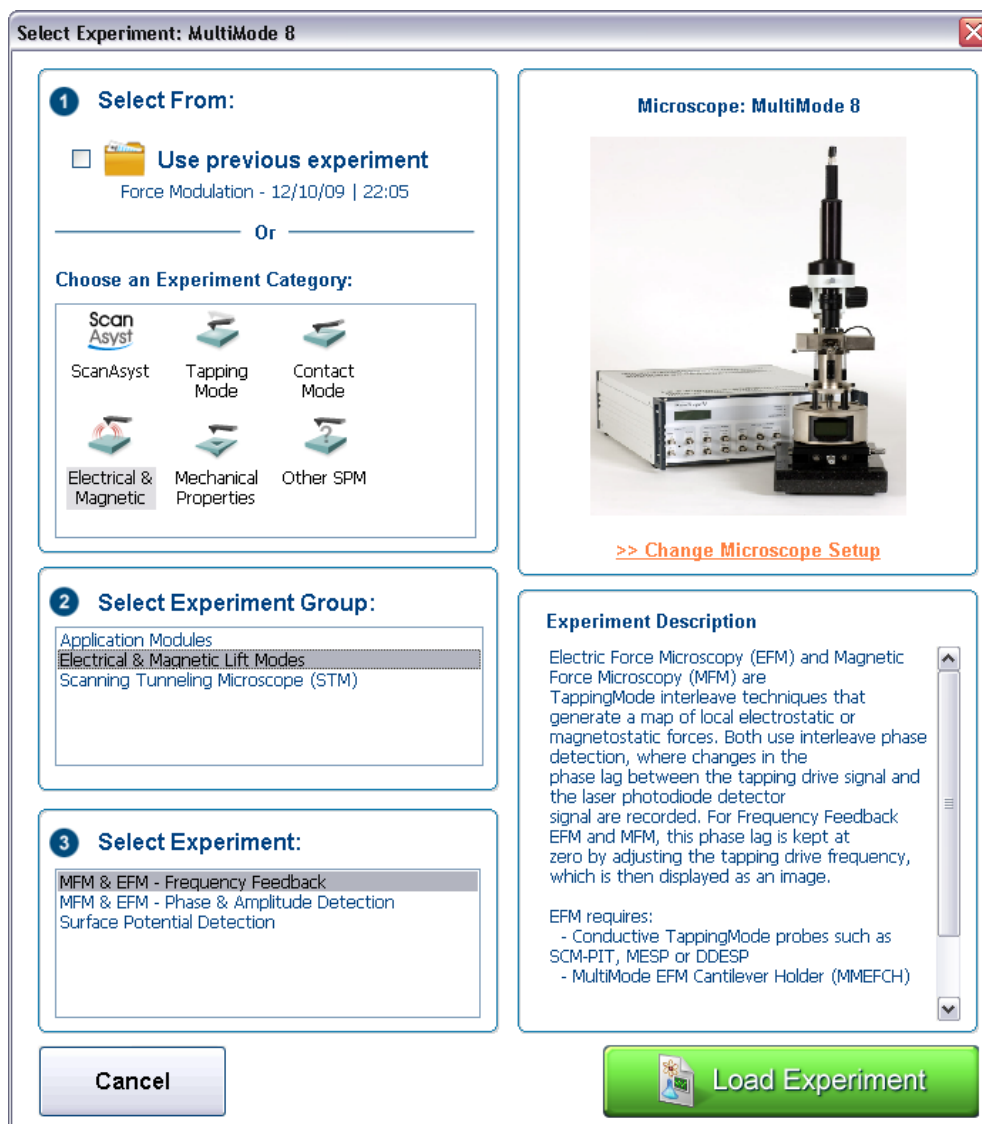 Select Experiment: MultiMode 8
1 Select From:
Use previous experiment
Force Modulation - 12/10/09 | 22:05
Or
Choose an Experiment Category:
Scan
Asyst
ScanAsyst
Tapping
Mode
Contact
Mode
Electrical &
Magnetic
Mechanical
Properties
?
Other SPM
2 Select Experiment Group:
Application Modules
Electrical & Magnetic Lift Modes
Scanning Tunneling Microscope (STM)
3 Select Experiment:
MFM & EFM - Frequency Feedback
MFM & EFM - Phase & Amplitude Detection
Surface Potential Detection
Cancel
Microscope: MultiMode 8
>> Change Microscope Setup
Experiment Description
Electric Force Microscopy (EFM) and Magnetic
Force Microscopy (MFM) are
TappingMode interleave techniques that
generate a map of local electrostatic or
magnetostatic forces. Both use interleave phase
detection, where changes in the
phase lag between the tapping drive signal and
the laser photodiode detector
signal are recorded. For Frequency Feedback
EFM and MFM, this phase lag is kept at
zero by adjusting the tapping drive frequency,
which is then displayed as an image.
EFM requires:
- Conductive TappingMode probes such as
SCM-PIT, MESP or DDESP
- MultiMode EFM Cantilever Holder (MMEFCH)
Load Experiment